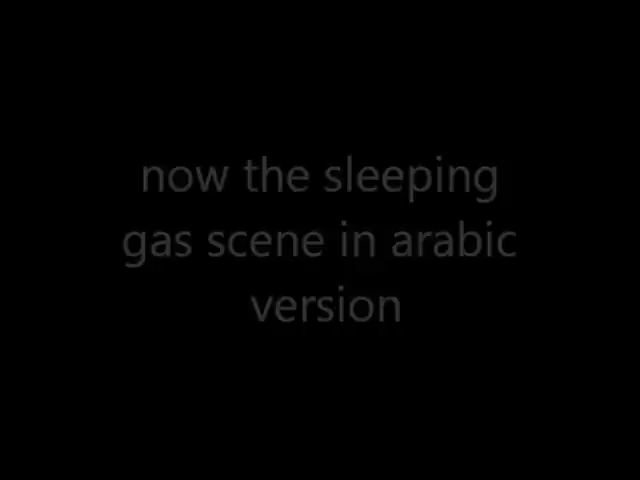 now the sleeping
gas scene in arabic
version